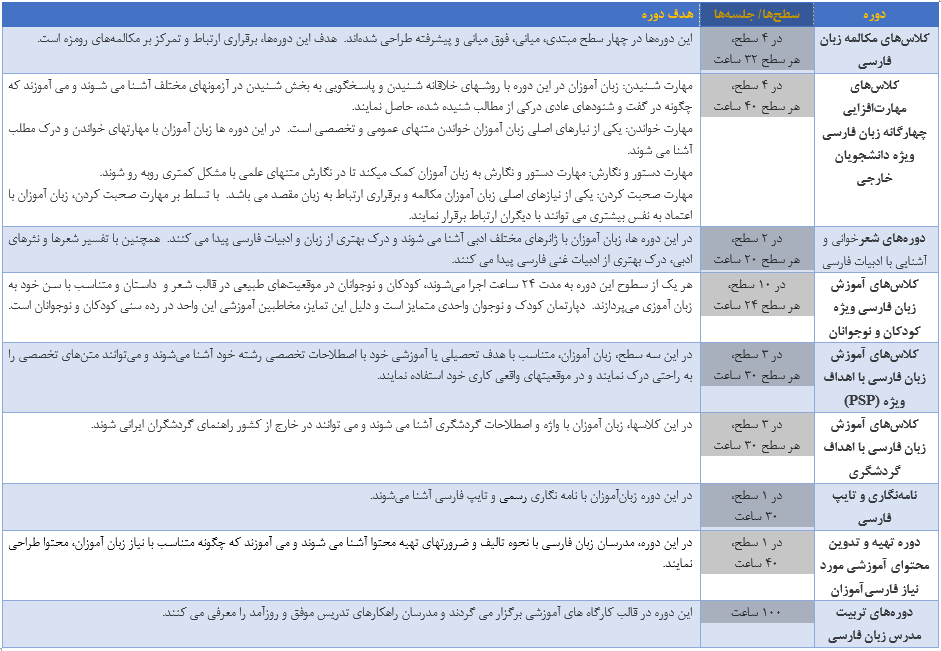 دوره
سطح‌ها/ جلسه‌ها
هدف دوره
کلاس‌های مکالمه زبان
فارسی
در ۴ سطح،
هر سطح ۳۲ ساعت
این دوره‌ها در چهار سطح مبتدی، میانی، فوق میانی و پیشرفته طراحی شده‌اند. هدف این دوره‌ها، برقراری ارتباط و تمرکز بر مکالمه‌های روزمره است.
کلاس‌های
مهارت‌افزایی
چهارگانه زبان فارسی
ویژه دانشجویان
خارجی
در ۴ سطح،
هر سطح ۴۰ ساعت
مهارت شنیدن: زبان آموزان در این دوره با روشهای خلاقانه شنیدن و پاسخگویی به بخش شنیدن در آزمونهای مختلف آشنا می شوند و می آموزند که
چگونه در گفت و شنودهای عادی درکی از مطالب شنیده شده، حاصل نمایند.
مهارت خواندن: یکی از نیازهای اصلی زبان آموزان خواندن متنهای عمومی و تخصصی است. در این دوره ها زبان آموزان با مهارتهای خواندن و درک مطلب
آشنا می شوند.
مهارت دستور و نگارش: مهارت دستور و نگارش به زبان آموزان کمک میکند تا در نگارش متنهای علمی با مشکل کمتری روبه رو شوند.
مهارت صحبت کردن: یکی از نیازهای اصلی زبان آموزان مکالمه و برقراری ارتباط به زبان مقصد می باشد. با تسلط بر مهارت صحبت کردن، زبان آموزان با
اعتماد به نفس بیشتری می توانند با دیگران ارتباط برقرار نمایند.
دوره‌های شعرخوانی و
آشنایی با ادبیات فارسی
در ۲ سطح،
هر سطح ۲۰ ساعت
در این دوره ها، زبان آموزان با ژانرهای مختلف ادبی آشنا می شوند و درک بهتری از زبان و ادبیات فارسی پیدا می کنند. همچنین با تفسیر شعرها و نثرهای
ادبی، درک بهتری از ادبیات غنی فارسی پیدا می کنند.
کلاس‌های آموزش
زبان فارسی ویژه
کودکان و نوجوانان
در ۱۰ سطح،
هر سطح ۲۴ ساعت
هر یک از سطوح این دوره به مدت ۲۴ ساعت اجرا می‌شوند، کودکان و نوجوانان در موقعیت‌های طبیعی در قالب شعر و داستان و متناسب با سن خود به
زبان آموزی می‌پردازند. دپارتمان کودک و نوجوان واحدی متمایز است و دلیل این تمایز، مخاطبین آموزشی این واحد در رده سنی کودکان و نوجوانان است.
کلاس‌های آموزش
زبان فارسی با اهداف
ویژه (PSP)
در ۳ سطح،
هر سطح ۳۰ ساعت
در این سه سطح، زبان آموزان، متناسب با هدف تحصیلی یا آموزشی خود با اصطلاحات تخصصی رشته خود آشنا می‌شوند و می‌توانند متن‌های تخصصی را
به راحتی درک نمایند و در موقعیتهای واقعی کاری خود استفاده نمایند.
کلاس‌های آموزش
زبان فارسی با اهداف
گردشگری
در ۳ سطح،
هر سطح ۳۰ ساعت
در این کلاسها، زبان آموزان با واژه و اصطلاحات گردشگری آشنا می شوند و می توانند در خارج از کشور راهنمای گردشگران ایرانی شوند.
نامه‌نگاری و تایپ
فارسی
در ۱ سطح،
۳۰ ساعت
در این دوره زبان‌آموزان با نامه نگاری رسمی و تایپ فارسی آشنا می‌شوند.
دوره تهیه و تدوین
محتوای آموزشی مورد
نیاز فارسی‌آموزان
در ۱ سطح،
۴۰ ساعت
در این دوره، مدرسان زبان فارسی با نحوه تالیف و ضرورتهای تهیه محتوا آشنا می شوند و می آموزند که چگونه متناسب با نیاز زبان آموزان، محتوا طراحی
نمایند.
دوره‌های تربیت
مدرس زبان فارسی
۱۰۰ ساعت
این دوره در قالب کارگاه های آموزشی برگزار می گردند و مدرسان راهکارهای تدریس موفق و روزآمد را معرفی می کنند.